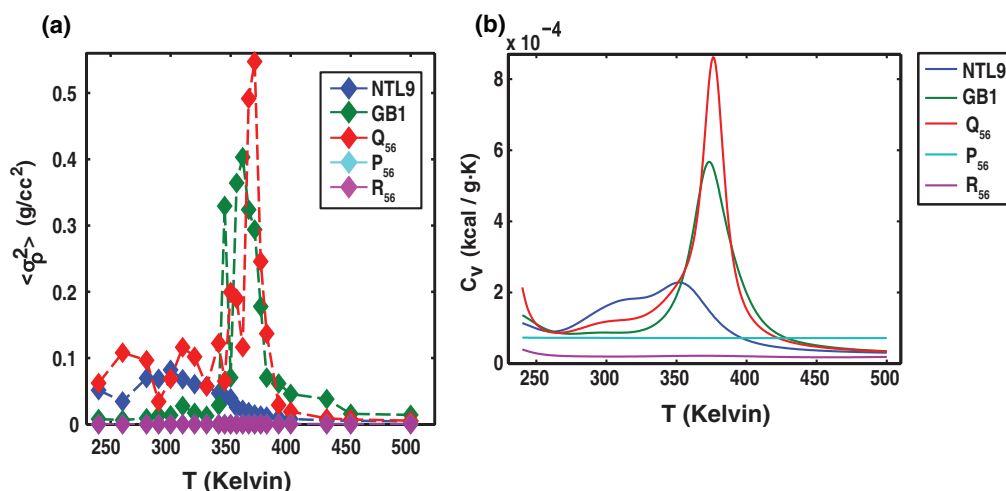 (a)
0.5
0.4
0.3
0.2
0.1
0
<σρ²> (g/cc²)
250 300 350 400 450 500
T (Kelvin)
NTL9
GB1
Q₅₆
P₅₆
R₅₆
(b)
x 10⁻⁴
8
6
4
2
0
Cᵥ (kcal / g·K)
250 300 350 400 450 500
T (Kelvin)
NTL9
GB1
Q₅₆
P₅₆
R₅₆